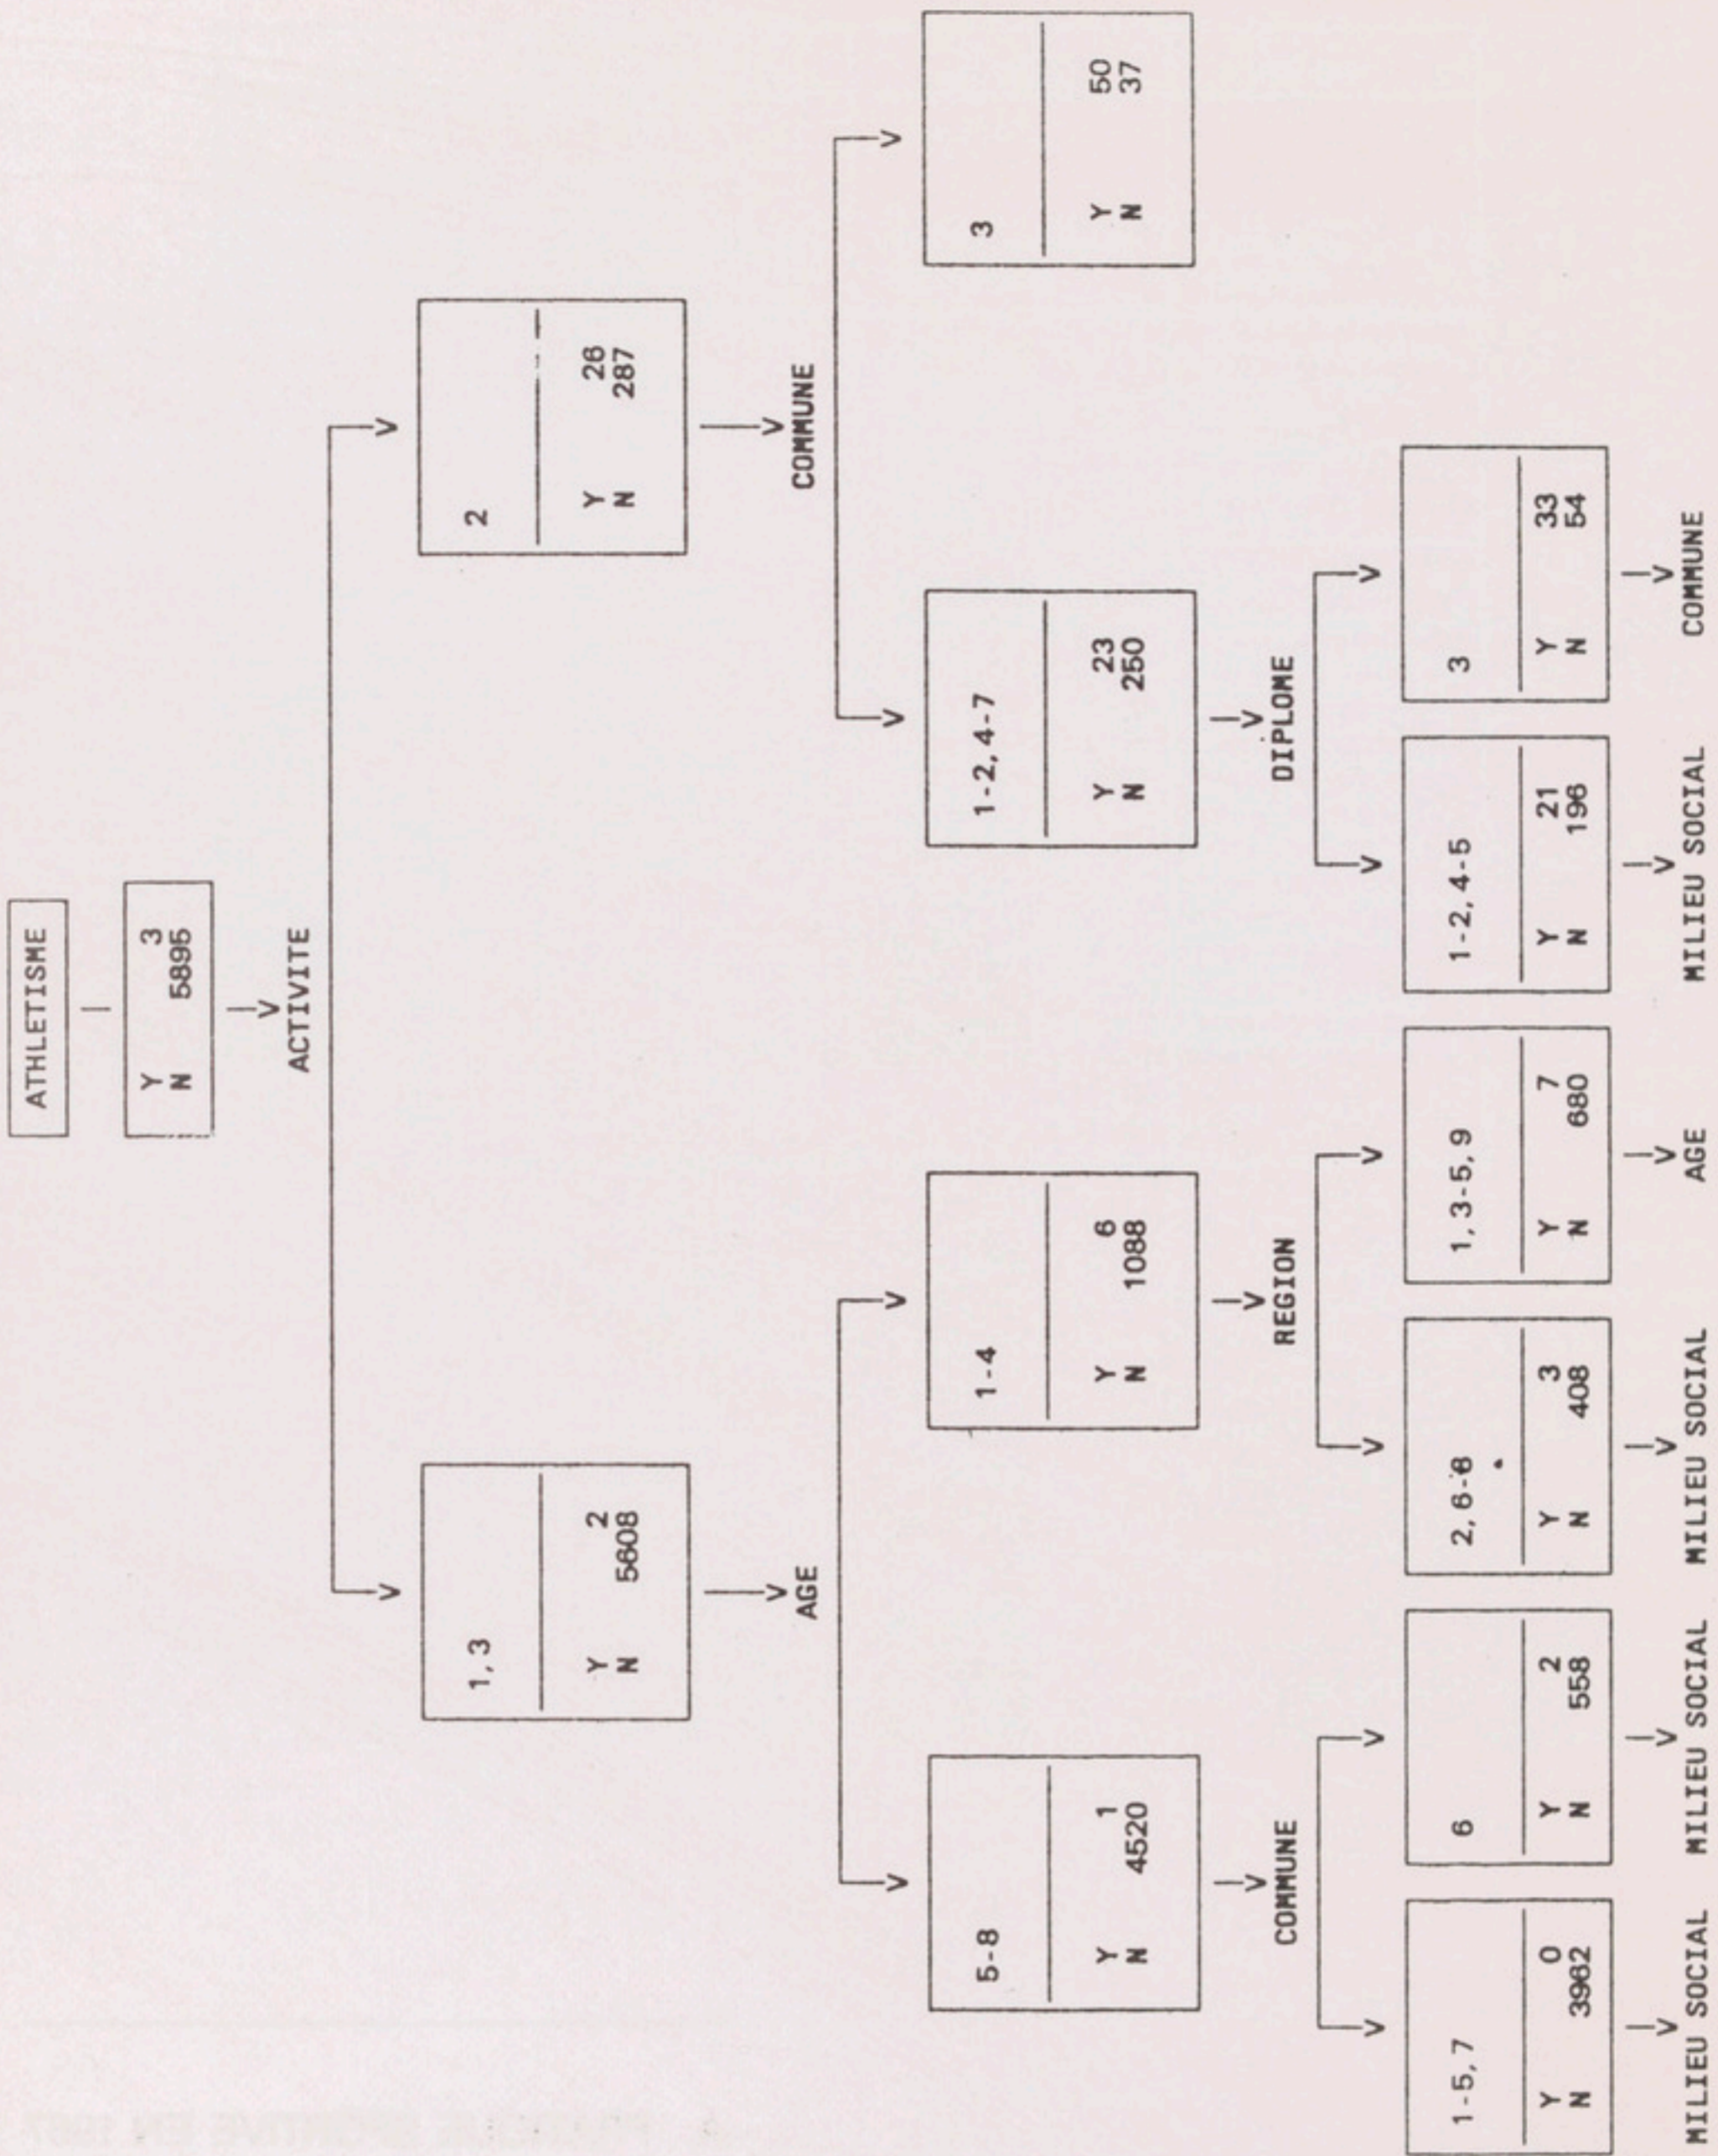 ATHLETISME
Y 3
N 5895
ACTIVITE
1,3
Y 2
N 5608
2
Y 26
N 287
AGE
COMMUNE
5-8
Y 1
N 4520
1-4
Y 6
N 1088
1-2,4-7
Y 23
N 250
3
Y 50
N 37
COMMUNE
REGION
DIPLOME
1-5,7
Y 0
N 3962
6
Y 2
N 558
2,6-8
Y 3
N 408
1,3-5,9
Y 7
N 680
1-2,4-5
Y 21
N 196
3
Y 33
N 54
MILIEU SOCIAL
MILIEU SOCIAL
MILIEU SOCIAL
AGE
MILIEU SOCIAL
COMMUNE